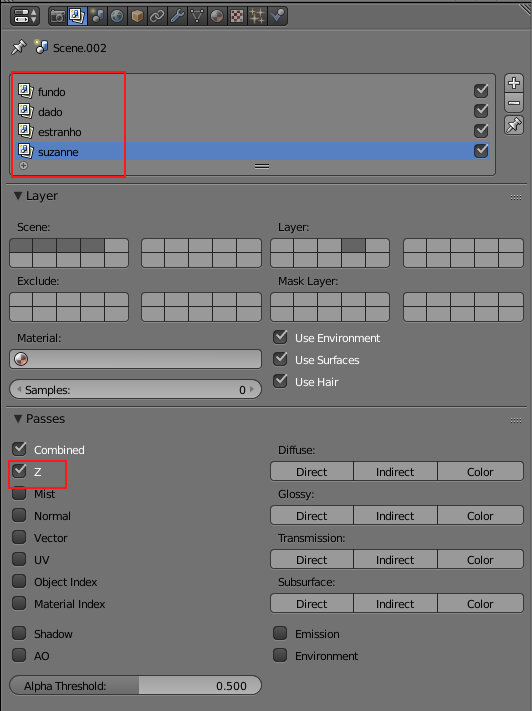 Scene.002
fundo
dado
estranho
suzanne
Layer
Scene: Layer:
Exclude: Mask Layer:
Material: Use Environment
Use Surfaces
Samples: 0 Use Hair
Passes
Combined Diffuse:
Z Direct Indirect Color
Mist Glossy:
Normal Direct Indirect Color
Vector Transmission:
UV Direct Indirect Color
Object Index Subsurface:
Material Index Direct Indirect Color
Shadow Emission
AO Environment
Alpha Threshold: 0.500